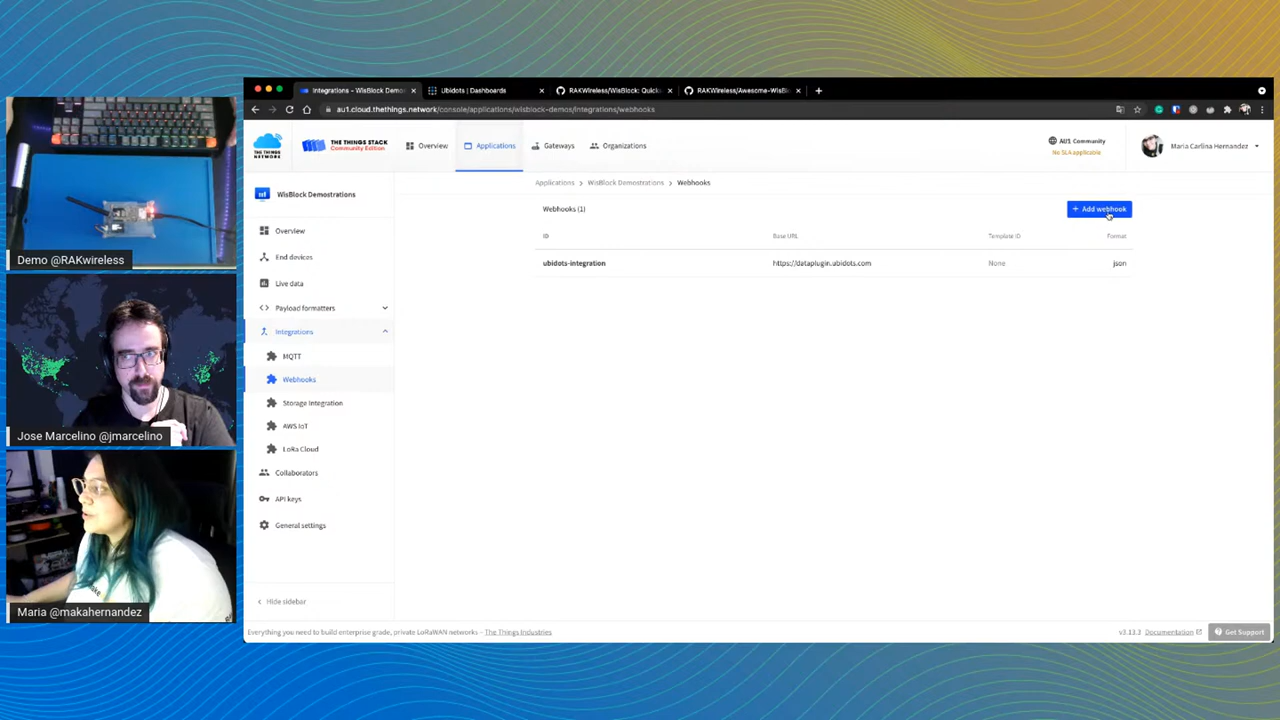 Demo @RAKwireless
Jose Marcelino @jmarcelino
Maria @makahernandez
Integrations - WisBlock Demo
Ubidots | Dashboards
RAKWireless/WisBlock: Quick
RAKWireless/Awesome-WisBl
au1.cloud.thethings.network/console/applications/wisblock-demos/integrations/webhooks
THE THINGS NETWORK
THE THINGS STACK
Community Edition
Overview
Applications
Gateways
Organizations
AU1 Community
No SLA applicable
Maria Carlina Hernandez
WisBlock Demostrations
Overview
End devices
Live data
Payload formatters
Integrations
MQTT
Webhooks
Storage Integration
AWS IoT
LoRa Cloud
Collaborators
API keys
General settings
Hide sidebar
Applications > WisBlock Demostrations > Webhooks
Webhooks (1)
+ Add webhook
ID Base URL Template ID Format
ubidots-integration https://dataplugin.ubidots.com None json
Everything you need to build enterprise grade, private LoRaWAN networks – The Things Industries
v3.13.2 Documentation Get Support